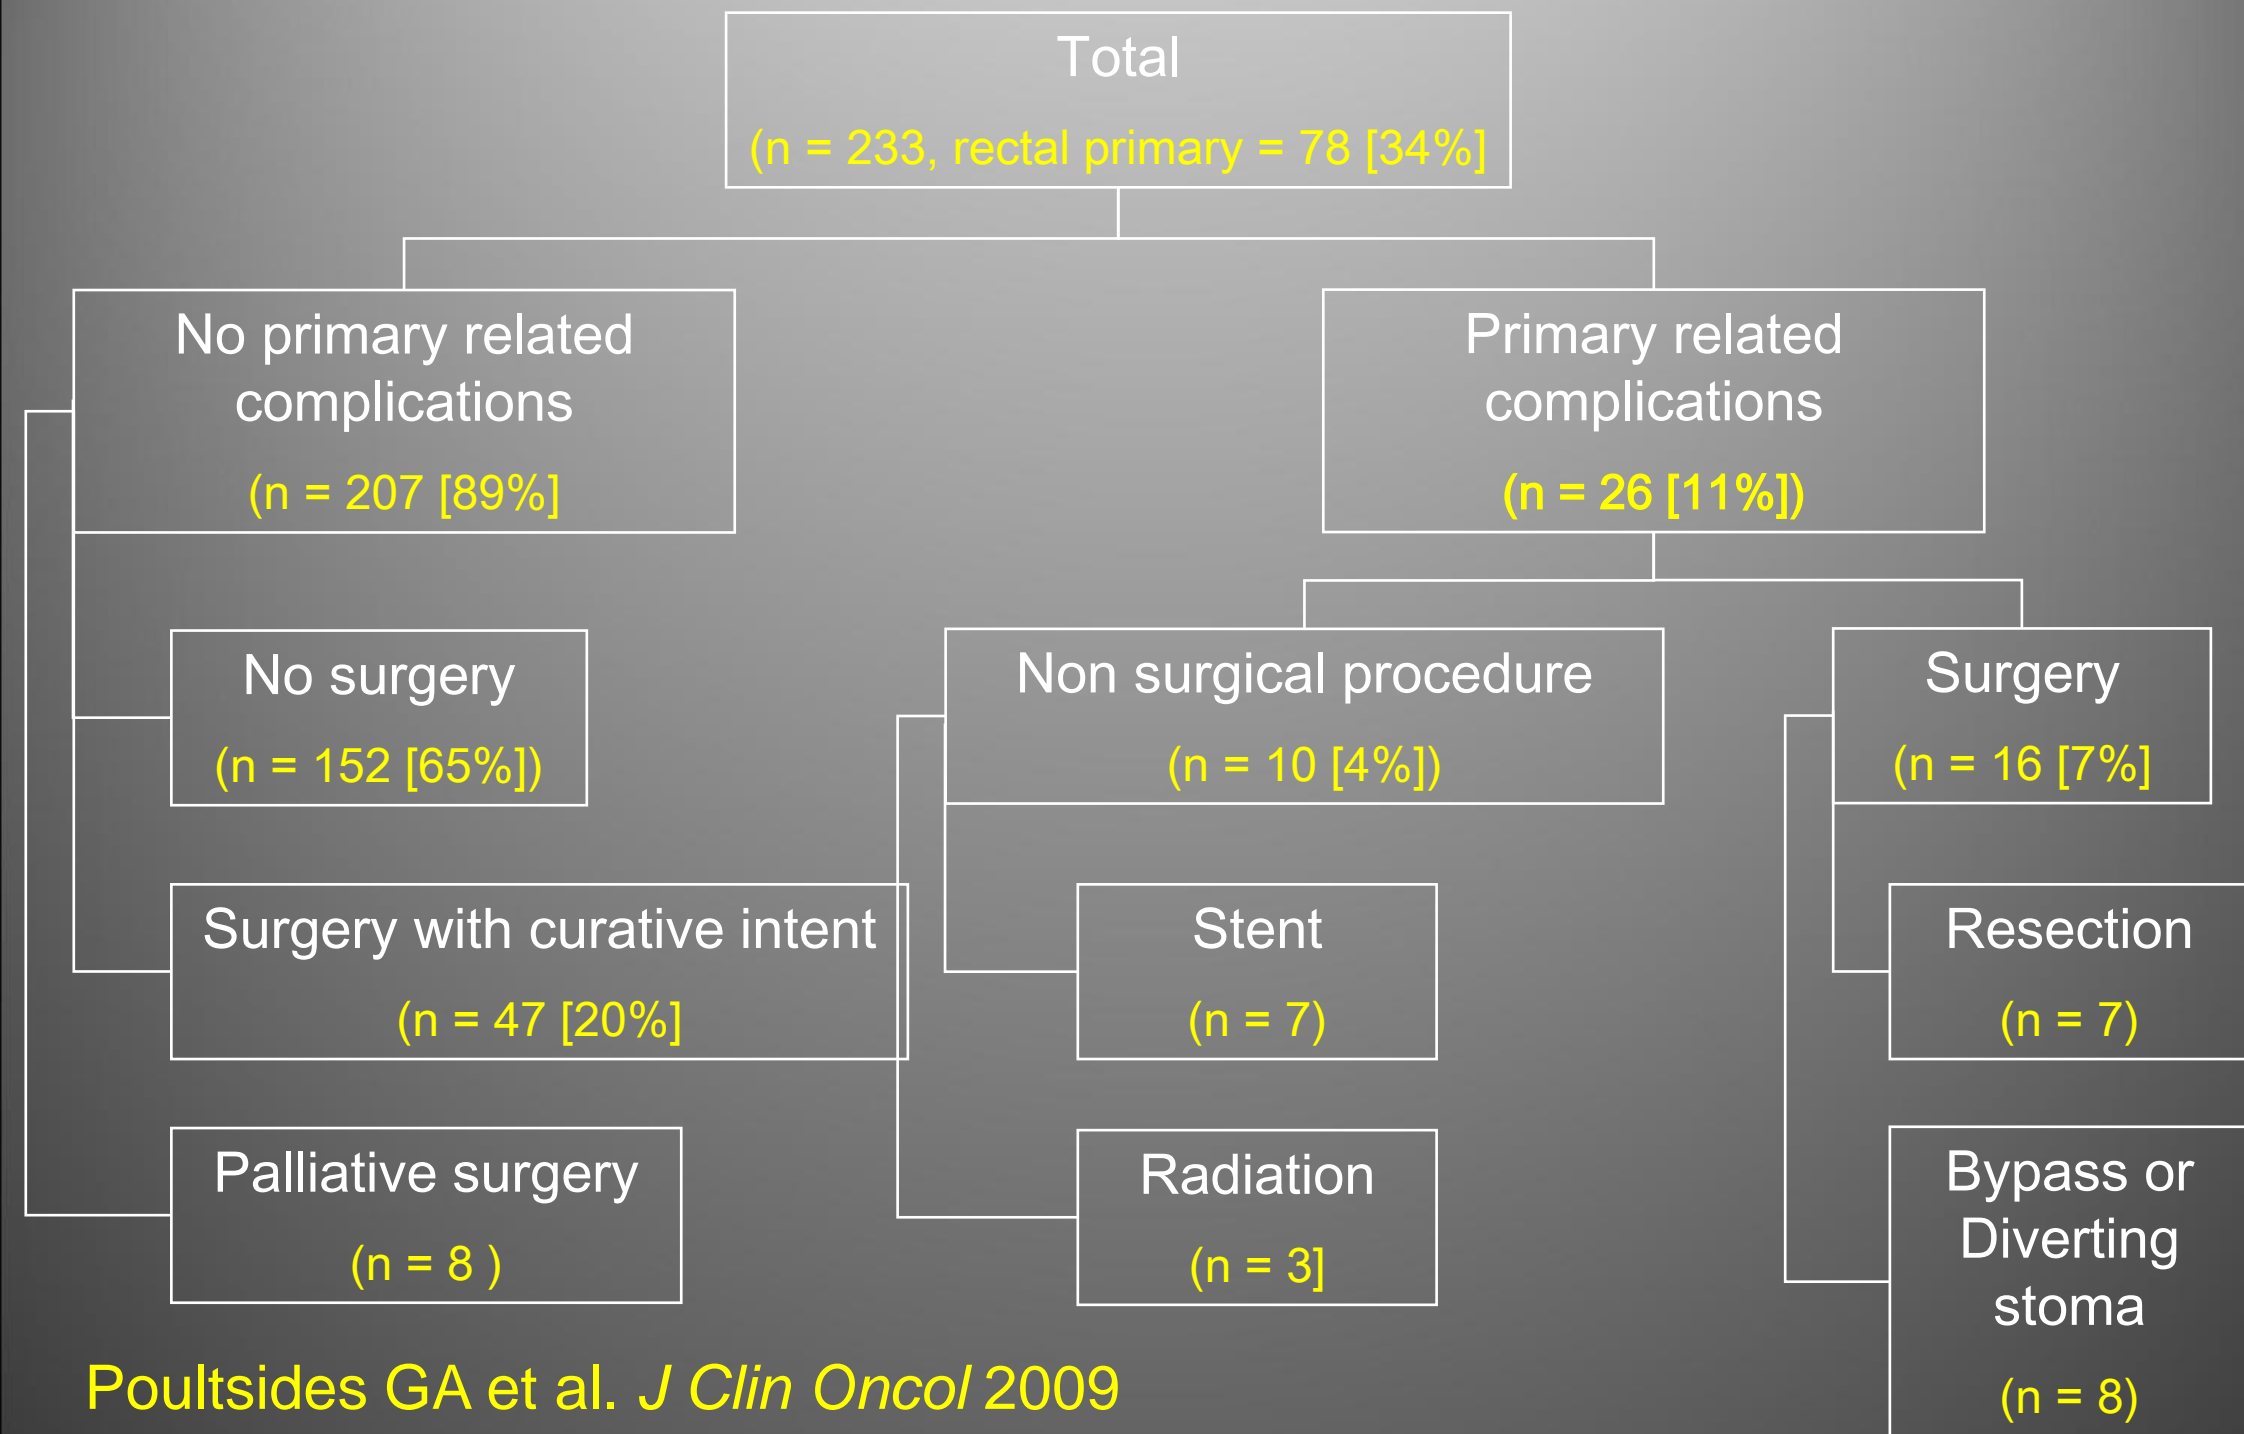 Total
(n = 233, rectal primary = 78 [34%]
No primary related
complications
(n = 207 [89%]
Primary related
complications
(n = 26 [11%])
No surgery
(n = 152 [65%])
Non surgical procedure
(n = 10 [4%])
Surgery
(n = 16 [7%]
Surgery with curative intent
(n = 47 [20%]
Stent
(n = 7)
Resection
(n = 7)
Palliative surgery
(n = 8 )
Radiation
(n = 3]
Bypass or
Diverting
stoma
(n = 8)
Poultsides GA et al. J Clin Oncol 2009